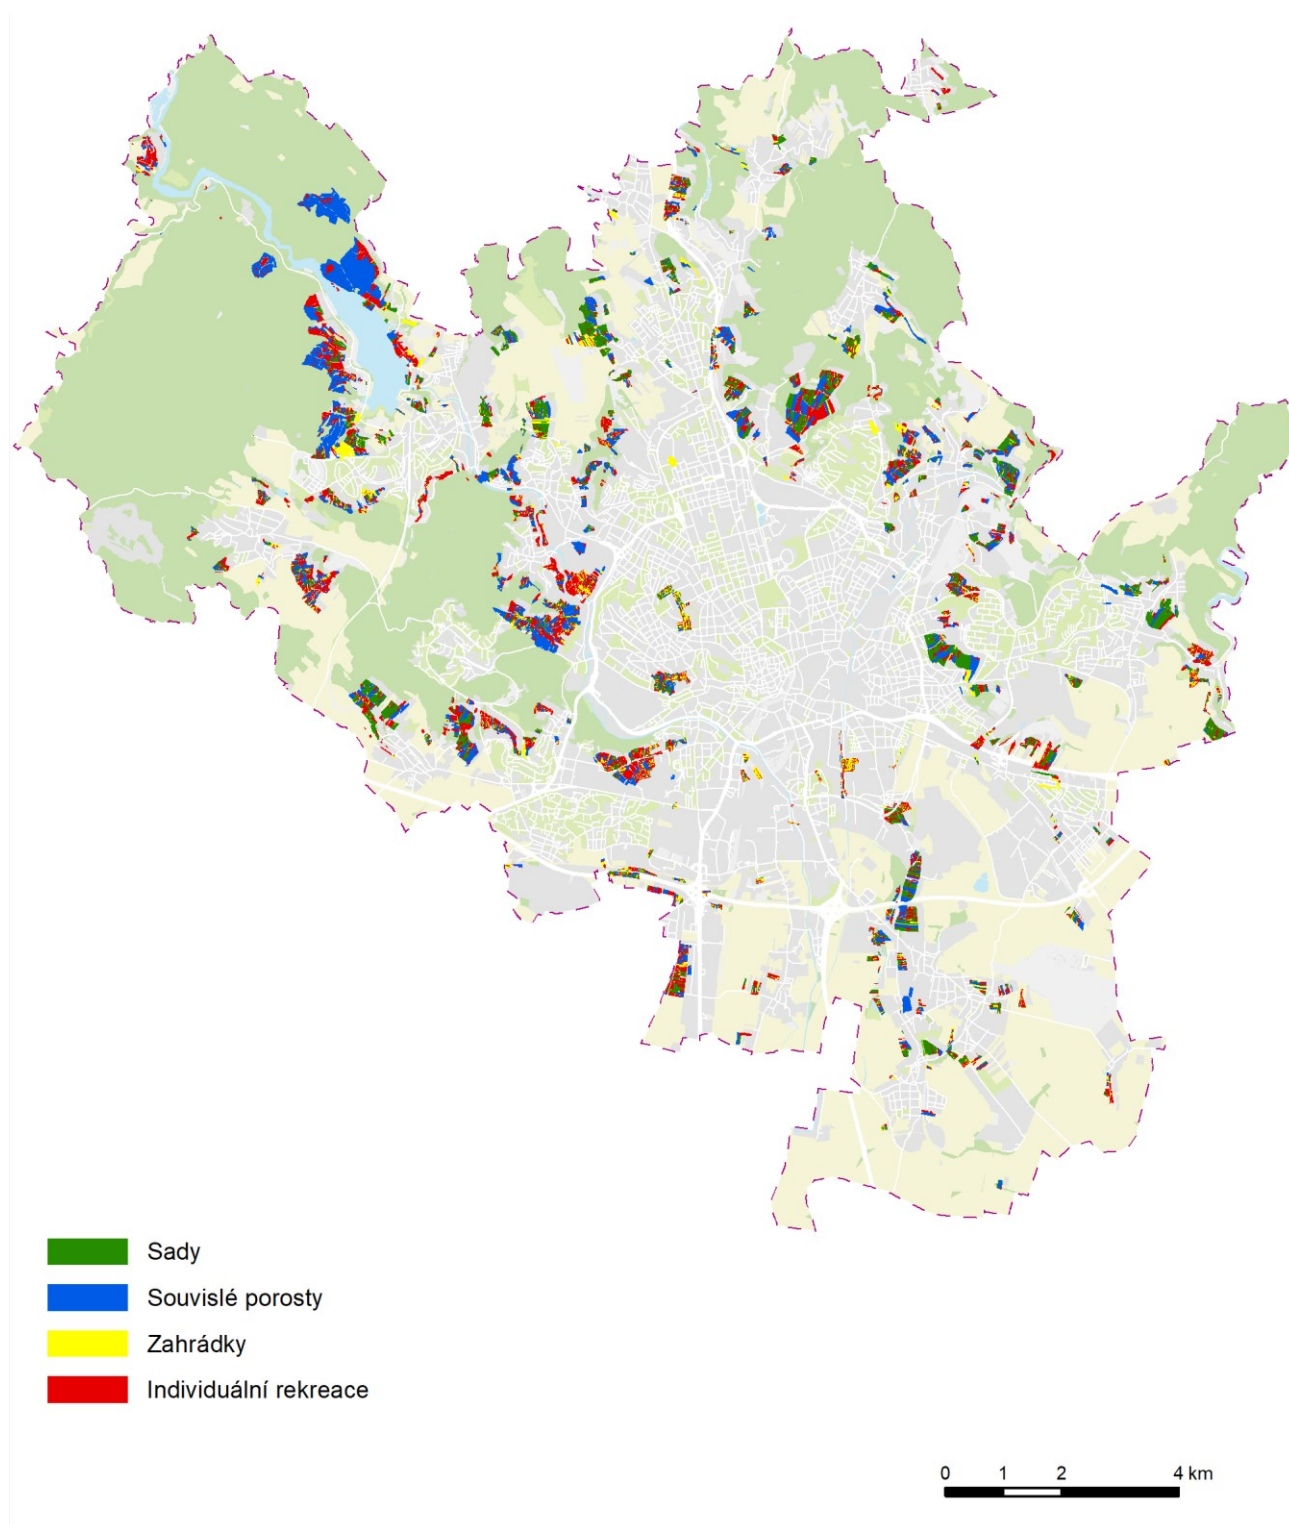 Sady
Souvislé porosty
Zahrádky
Individuální rekreace
0 1 2 4 km